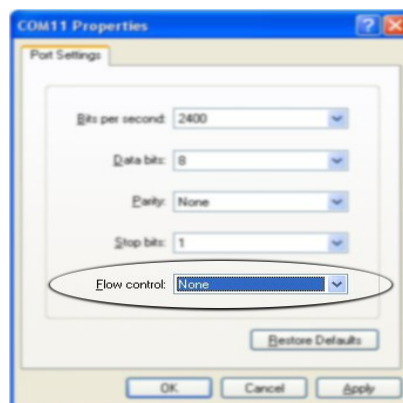 COM11 Properties
Port Settings
Bits per second: 2400
Data bits: 8
Parity: None
Stop bits: 1
Flow control: None
Restore Defaults
OK Cancel Apply